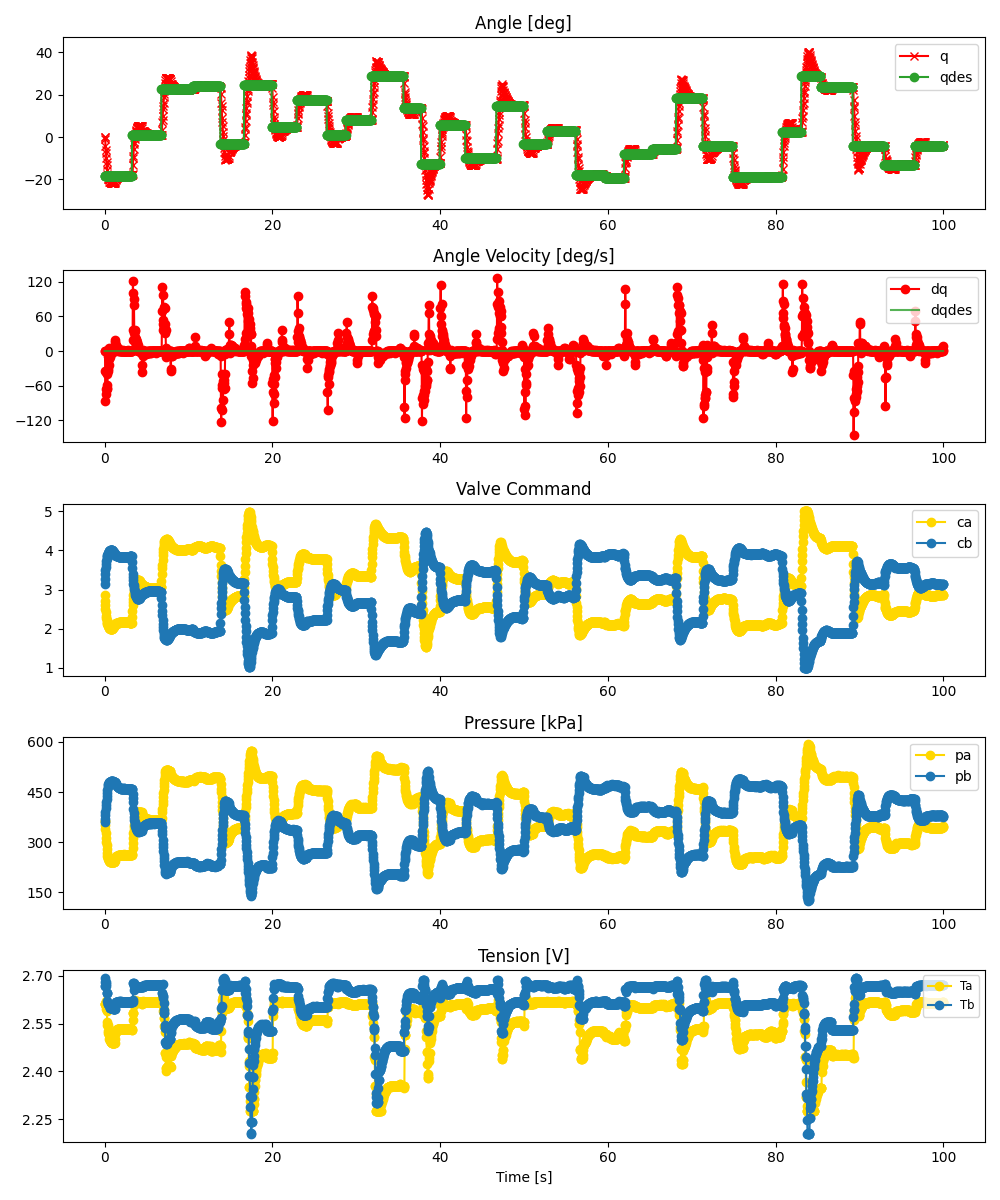 Angle [deg]
40
20
0
−20
q
qdes
0 20 40 60 80 100
Angle Velocity [deg/s]
120
60
0
−60
−120
dq
dqdes
0 20 40 60 80 100
Valve Command
5
4
3
2
1
ca
cb
0 20 40 60 80 100
Pressure [kPa]
600
450
300
150
pa
pb
0 20 40 60 80 100
Tension [V]
2.70
2.55
2.40
2.25
Ta
Tb
0 20 40 60 80 100
Time [s]